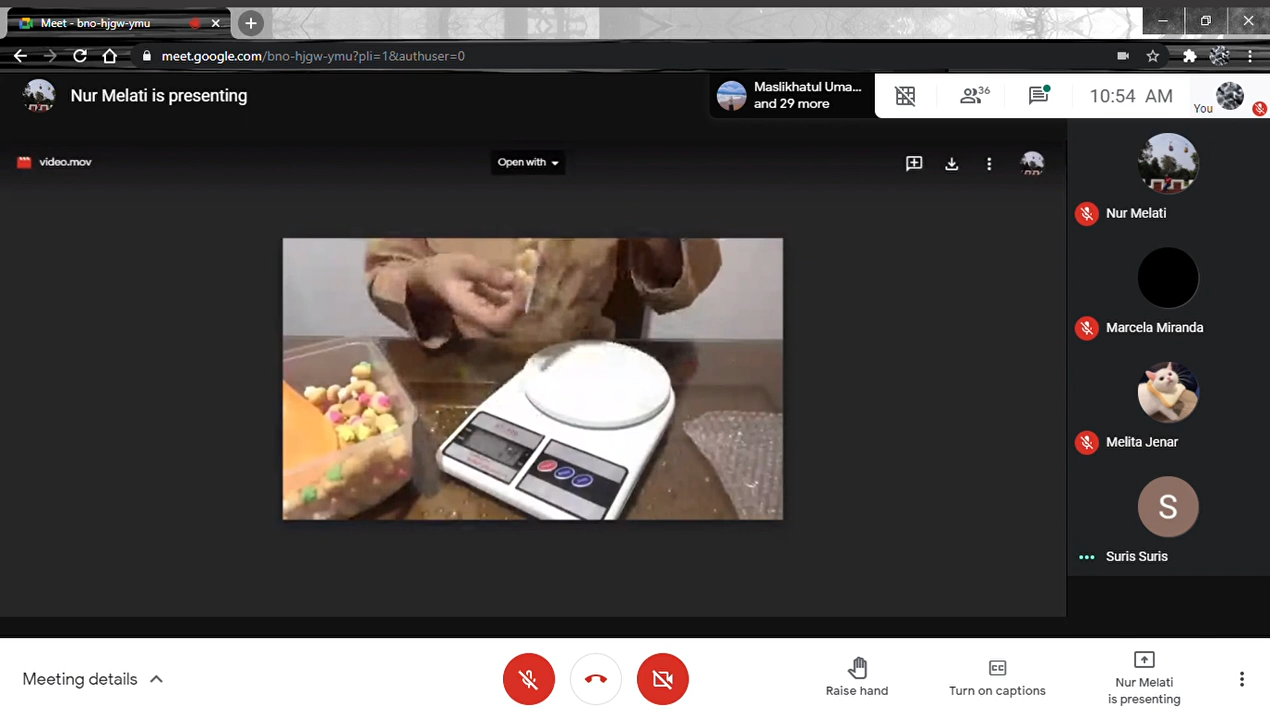 Meet - bno-hjgw-ymu
meet.google.com/bno-hjgw-ymu?pli=1&authuser=0
Nur Melati is presenting
Maslikhatul Uma...
and 29 more
36
10:54 AM
You
video.mov
Open with
Nur Melati
Marcela Miranda
Melita Jenar
S
Suris Suris
Meeting details
Raise hand
CC
Turn on captions
Nur Melati
is presenting